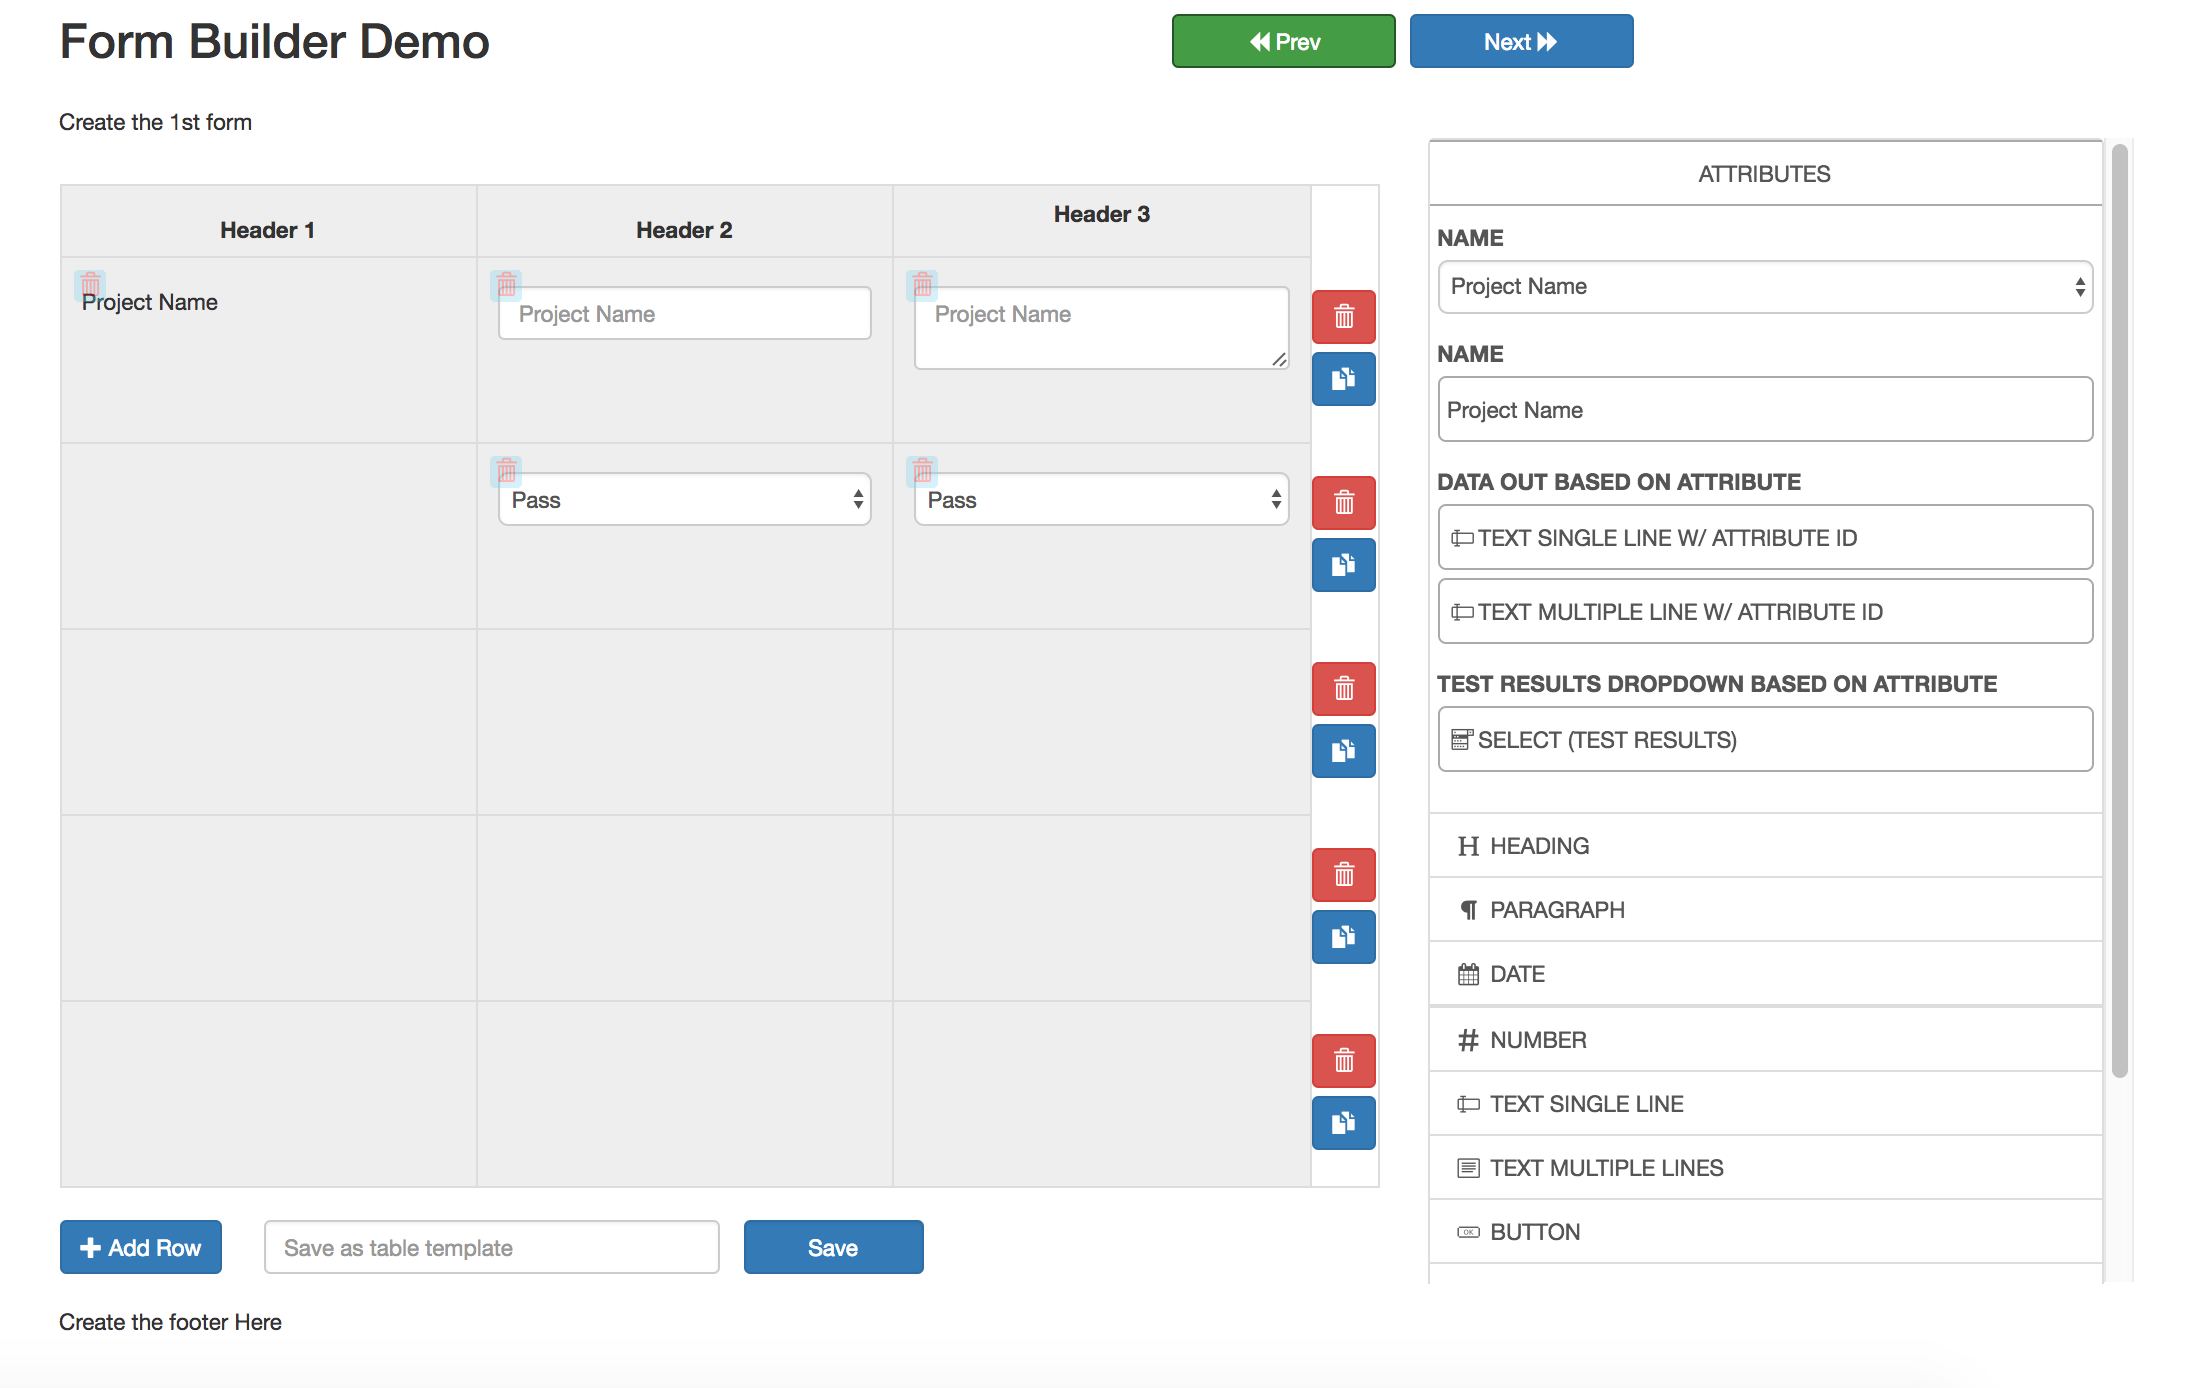 Form Builder Demo
Prev
Next
Create the 1st form
Header 1
Header 2
Header 3
Project Name
Project Name
Project Name
Pass
Pass
Add Row
Save as table template
Save
Create the footer Here
ATTRIBUTES
NAME
Project Name
NAME
Project Name
DATA OUT BASED ON ATTRIBUTE
TEXT SINGLE LINE W/ ATTRIBUTE ID
TEXT MULTIPLE LINE W/ ATTRIBUTE ID
TEST RESULTS DROPDOWN BASED ON ATTRIBUTE
SELECT (TEST RESULTS)
H HEADING
¶ PARAGRAPH
DATE
# NUMBER
TEXT SINGLE LINE
TEXT MULTIPLE LINES
OK BUTTON